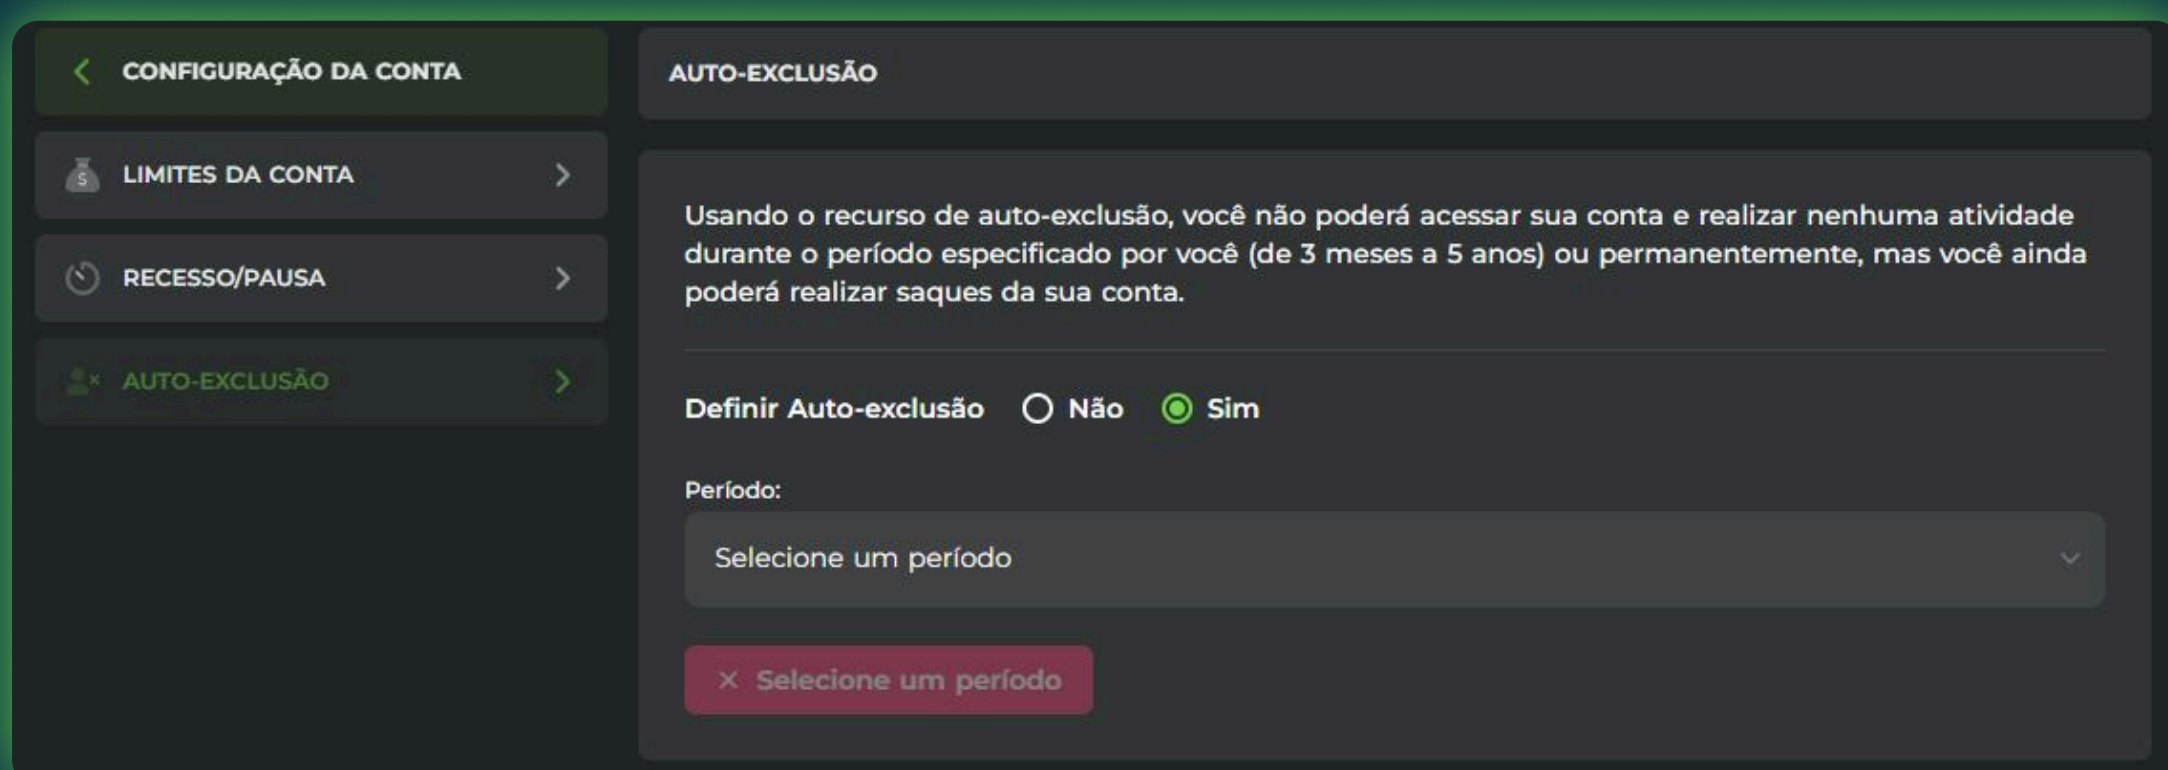 CONFIGURAÇÃO DA CONTA
LIMITES DA CONTA
RECESSO/PAUSA
AUTO-EXCLUSÃO
AUTO-EXCLUSÃO
Usando o recurso de auto-exclusão, você não poderá acessar sua conta e realizar nenhuma atividade
durante o período especificado por você (de 3 meses a 5 anos) ou permanentemente, mas você ainda
poderá realizar saques da sua conta.
Definir Auto-exclusão Não Sim
Período:
Selecione um período
× Selecione um período